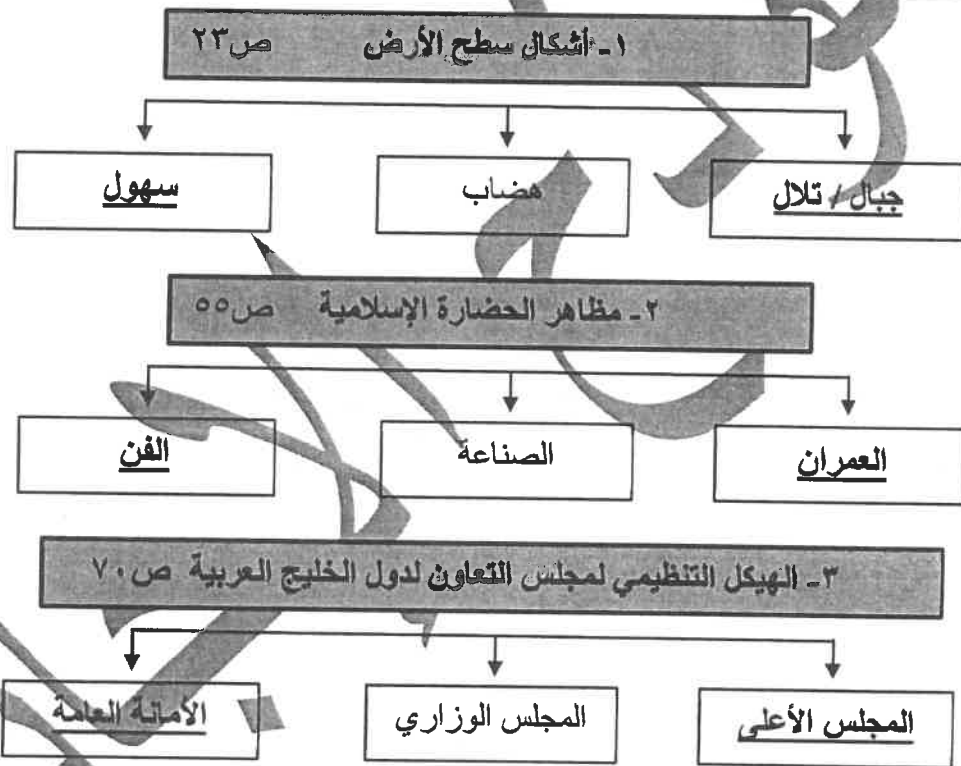 ١- أشكال سطح الأرض ص٢٣
جبال / تلال
هضاب
سهول
٢- مظاهر الحضارة الإسلامية ص٥٥
العمران
الصناعة
الفن
٣- الهيكل التنظيمي لمجلس التعاون لدول الخليج العربية ص٧٠
المجلس الأعلى
المجلس الوزاري
الأمانة العامة